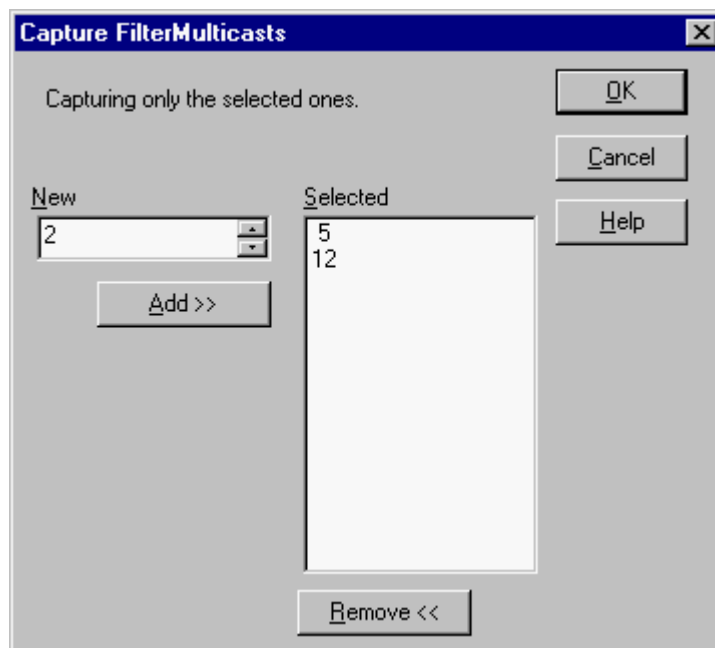 Capture FilterMulticasts
Capturing only the selected ones.
OK
Cancel
Help
New
2
Add >>
Selected
5
12
Remove <<